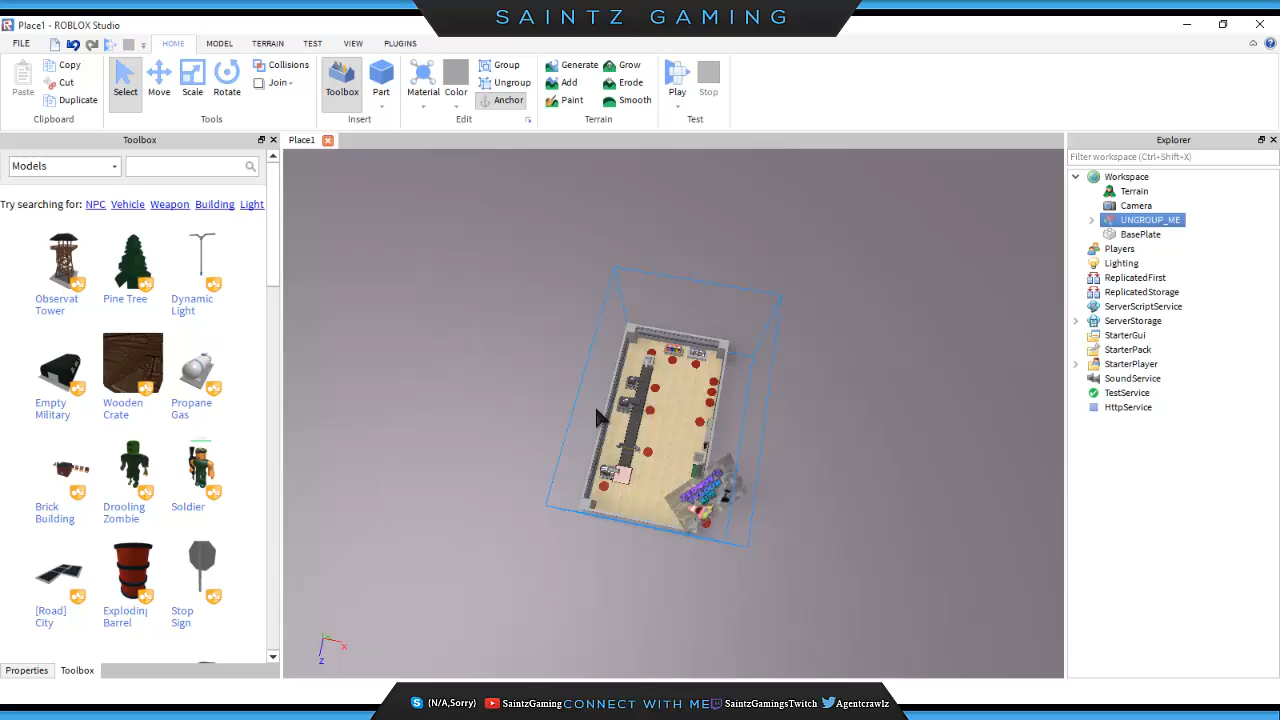 SAINTZ GAMING
Place1 - ROBLOX Studio
FILE HOME MODEL TERRAIN TEST VIEW PLUGINS
Paste Copy Cut Duplicate Clipboard
Select Move Scale Rotate Collisions Join Tools
Toolbox Part Insert
Material Color Group Ungroup Anchor Edit
Generate Grow Add Erode Paint Smooth Terrain
Play Stop Test
Toolbox
Models
Try searching for: NPC Vehicle Weapon Building Light
Observat Tower
Pine Tree
Dynamic Light
Empty Military
Wooden Crate
Propane Gas
Brick Building
Drooling Zombie
Soldier
[Road] City
Exploding Barrel
Stop Sign
Properties Toolbox
Place1
Explorer
Filter workspace (Ctrl+Shift+X)
Workspace
Terrain
Camera
UNGROUP_ME
BasePlate
Players
Lighting
ReplicatedFirst
ReplicatedStorage
ServerScriptService
ServerStorage
StarterGui
StarterPack
StarterPlayer
SoundService
TestService
HttpService
X
Z
(N/A,Sorry) SaintzGaming CONNECT WITH ME SaintzGamingsTwitch Agentcrawlz